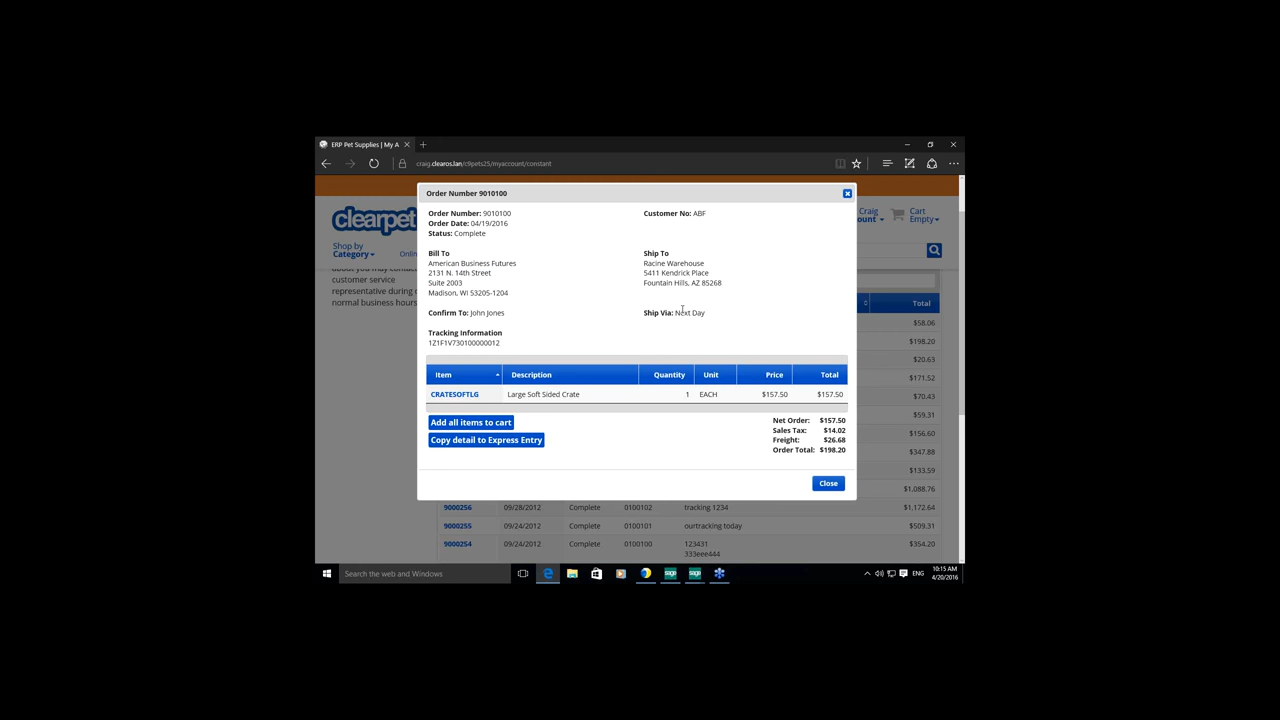 ERP Pet Supplies | My A
craig.clearos.lan/c9pets25/myaccount/constant
Order Number 9010100
Order Number: 9010100
Order Date: 04/19/2016
Status: Complete
Customer No: ABF
Bill To
American Business Futures
2131 N. 14th Street
Suite 2003
Madison, WI 53205-1204
Ship To
Racine Warehouse
5411 Kendrick Place
Fountain Hills, AZ 85268
Confirm To: John Jones
Ship Via: Next Day
Tracking Information
1Z1F1V730100000012
Item Description Quantity Unit Price Total
CRATESOFTLG Large Soft Sided Crate 1 EACH $157.50 $157.50
Add all items to cart
Copy detail to Express Entry
Net Order: $157.50
Sales Tax: $14.02
Freight: $26.68
Order Total: $198.20
Close
clearpet
Craig
Cart
Empty
Shop by
Category
customer service
representative during
normal business hours
Total
$58.06
$198.20
$20.63
$171.52
$70.43
$59.31
$156.60
$347.88
$133.59
$1,088.76
9000256 09/28/2012 Complete 0100102 tracking 1234 $1,172.64
9000255 09/24/2012 Complete 0100101 ourtracking today $509.31
9000254 09/24/2012 Complete 0100100 123431 $354.20
333eee444
Search the web and Windows
sage
sage
ENG
10:15 AM
4/20/2016